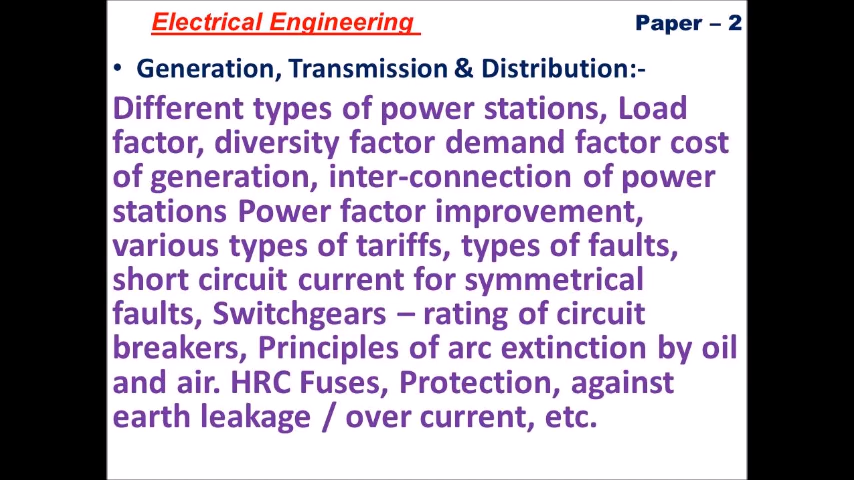 Electrical Engineering Paper – 2
• Generation, Transmission & Distribution:-
Different types of power stations, Load
factor, diversity factor demand factor cost
of generation, inter-connection of power
stations Power factor improvement,
various types of tariffs, types of faults,
short circuit current for symmetrical
faults, Switchgears – rating of circuit
breakers, Principles of arc extinction by oil
and air. HRC Fuses, Protection, against
earth leakage / over current, etc.